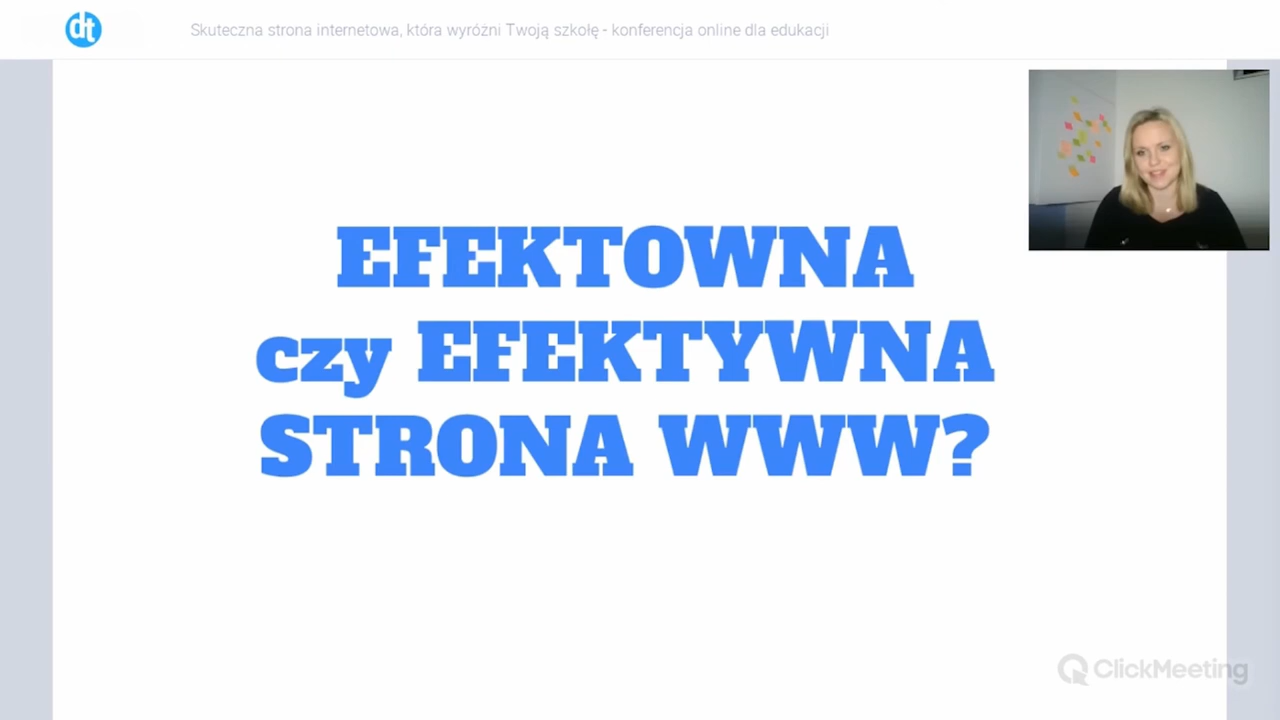 dt
Skuteczna strona internetowa, która wyróżni Twoją szkołę - konferencja online dla edukacji
EFEKTOWNA
czy EFEKTYWNA
STRONA WWW?
ClickMeeting